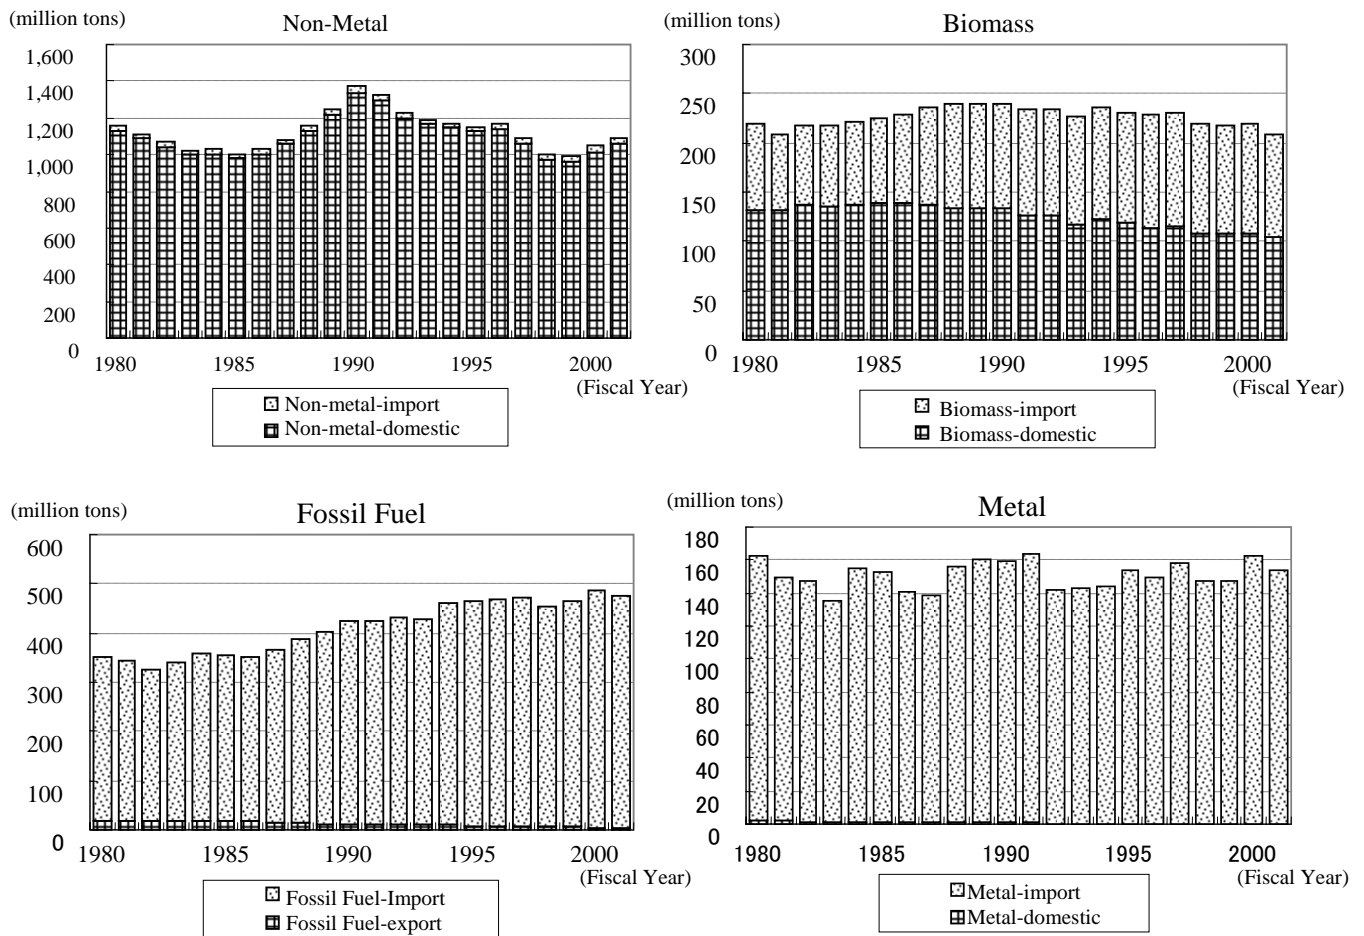 (million tons)
Non-Metal
1,600
1,400
1,200
1,000
800
600
400
200
0
1980 1985 1990 1995 2000
(Fiscal Year)
Non-metal-import
Non-metal-domestic
(million tons)
Biomass
300
250
200
150
100
50
0
1980 1985 1990 1995 2000
(Fiscal Year)
Biomass-import
Biomass-domestic
(million tons)
Fossil Fuel
600
500
400
300
200
100
0
1980 1985 1990 1995 2000
(Fiscal Year)
Fossil Fuel-Import
Fossil Fuel-export
(million tons)
Metal
180
160
140
120
100
80
60
40
20
0
1980 1985 1990 1995 2000
(Fiscal Year)
Metal-import
Metal-domestic